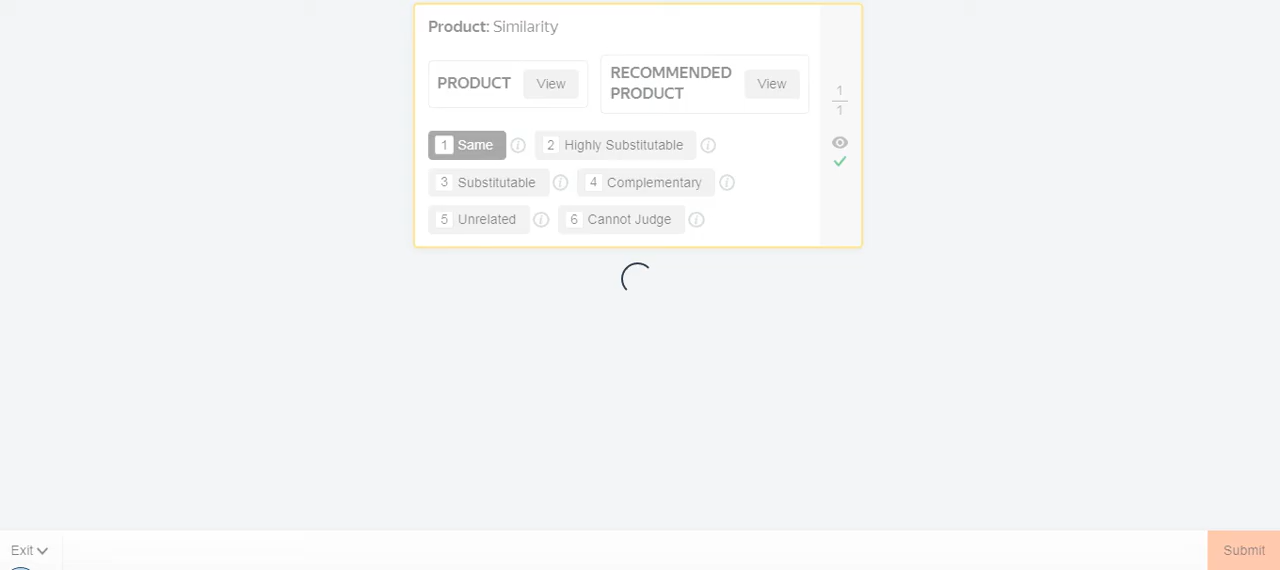 Product: Similarity
PRODUCT View RECOMMENDED PRODUCT View
1 Same i 2 Highly Substitutable i
3 Substitutable i 4 Complementary i
5 Unrelated i 6 Cannot Judge i
1
1
Exit
Submit